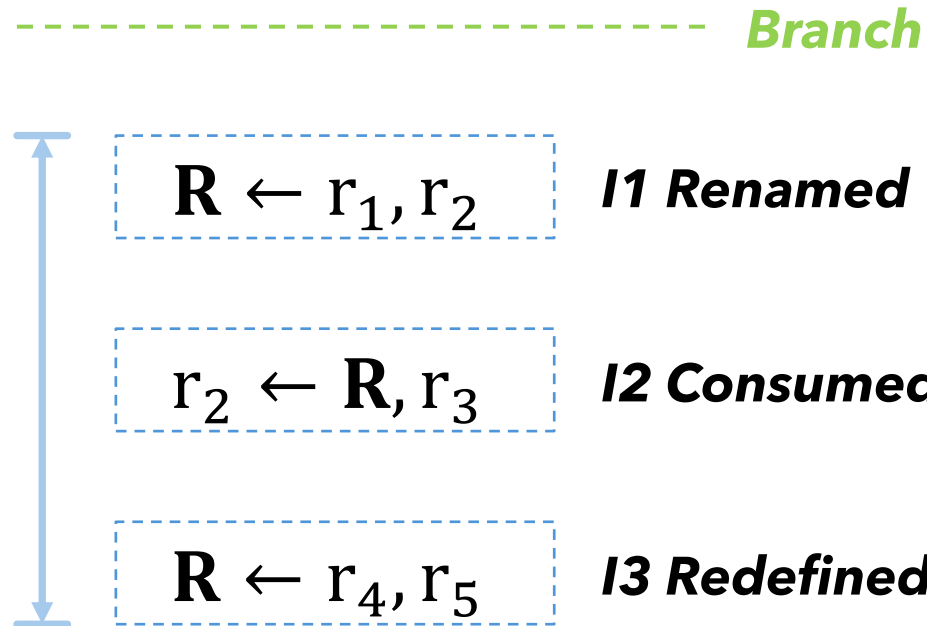 Branch
R ← r₁, r₂
I1 Renamed
r₂ ← R, r₃
I2 Consumed
R ← r₄, r₅
I3 Redefined